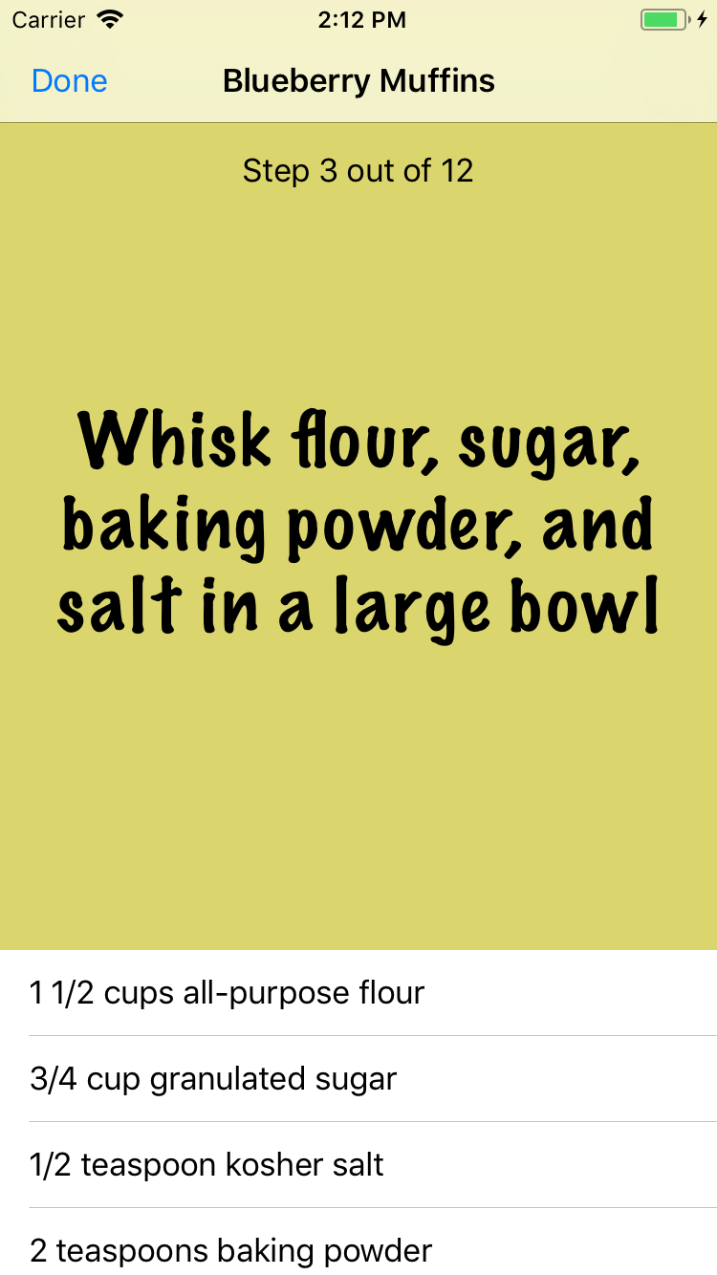 Carrier 2:12 PM
Done Blueberry Muffins
Step 3 out of 12
Whisk flour, sugar,
baking powder, and
salt in a large bowl
1 1/2 cups all-purpose flour
3/4 cup granulated sugar
1/2 teaspoon kosher salt
2 teaspoons baking powder